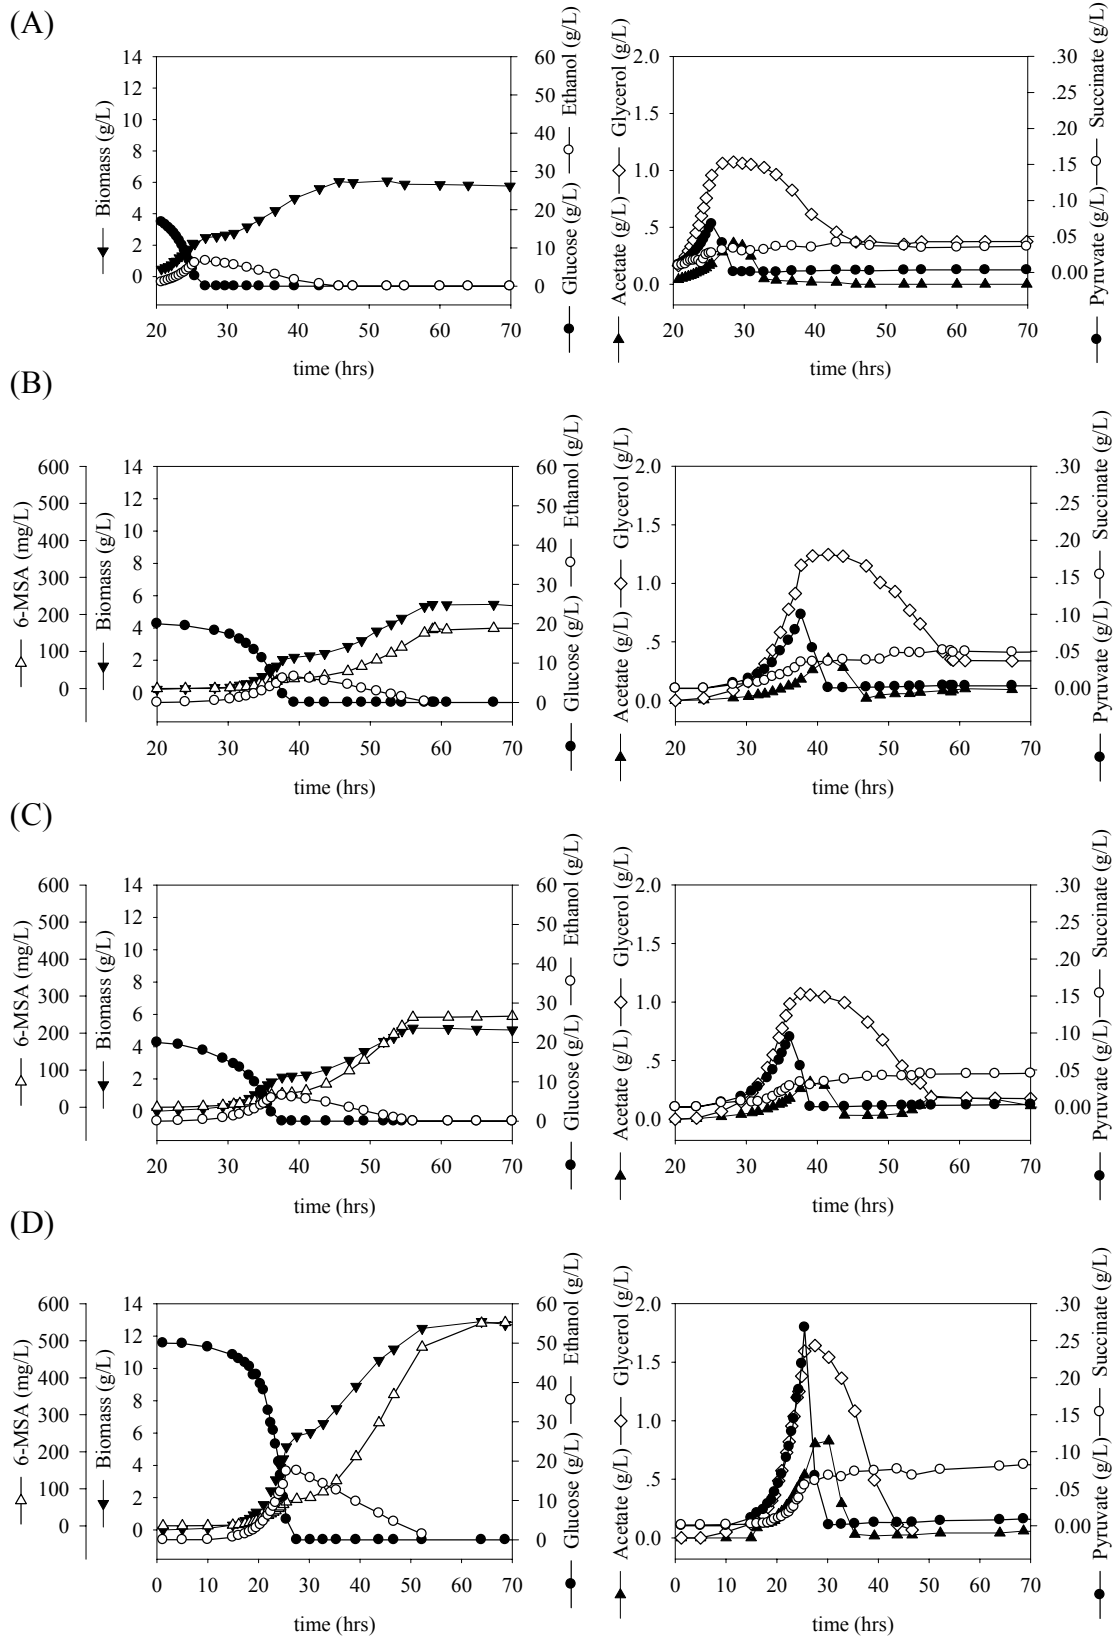 (A)
Biomass (g/L)
14
12
10
8
6
4
2
0
60
50
40
30
20
10
0
Glucose (g/L)
Ethanol (g/L)
20 30 40 50 60 70
time (hrs)
Acetate (g/L)
Glycerol (g/L)
2.0
1.5
1.0
.5
0.0
.30
.25
.20
.15
.10
.05
0.00
Pyruvate (g/L)
Succinate (g/L)
20 30 40 50 60 70
time (hrs)
(B)
6-MSA (mg/L)
600
500
400
300
200
100
0
Biomass (g/L)
14
12
10
8
6
4
2
0
60
50
40
30
20
10
0
Glucose (g/L)
Ethanol (g/L)
20 30 40 50 60 70
time (hrs)
Acetate (g/L)
Glycerol (g/L)
2.0
1.5
1.0
.5
0.0
.30
.25
.20
.15
.10
.05
0.00
Pyruvate (g/L)
Succinate (g/L)
20 30 40 50 60 70
time (hrs)
(C)
6-MSA (mg/L)
600
500
400
300
200
100
0
Biomass (g/L)
14
12
10
8
6
4
2
0
60
50
40
30
20
10
0
Glucose (g/L)
Ethanol (g/L)
20 30 40 50 60 70
time (hrs)
Acetate (g/L)
Glycerol (g/L)
2.0
1.5
1.0
.5
0.0
.30
.25
.20
.15
.10
.05
0.00
Pyruvate (g/L)
Succinate (g/L)
20 30 40 50 60 70
time (hrs)
(D)
6-MSA (mg/L)
600
500
400
300
200
100
0
Biomass (g/L)
14
12
10
8
6
4
2
0
60
50
40
30
20
10
0
Glucose (g/L)
Ethanol (g/L)
0 10 20 30 40 50 60 70
time (hrs)
Acetate (g/L)
Glycerol (g/L)
2.0
1.5
1.0
.5
0.0
.30
.25
.20
.15
.10
.05
0.00
Pyruvate (g/L)
Succinate (g/L)
0 10 20 30 40 50 60 70
time (hrs)